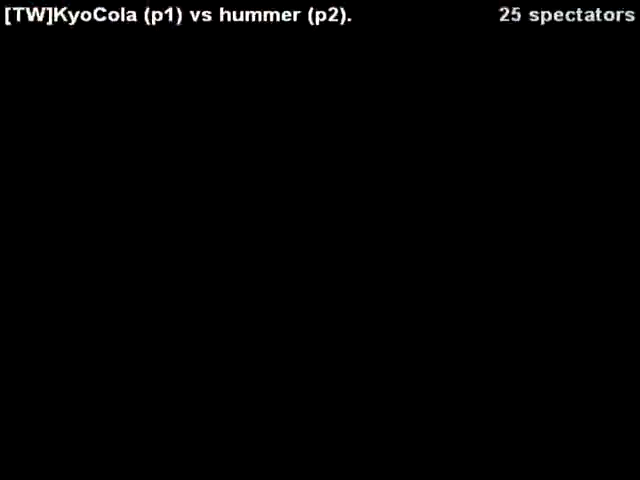 [TW]KyoCola (p1) vs hummer (p2).
25 spectators